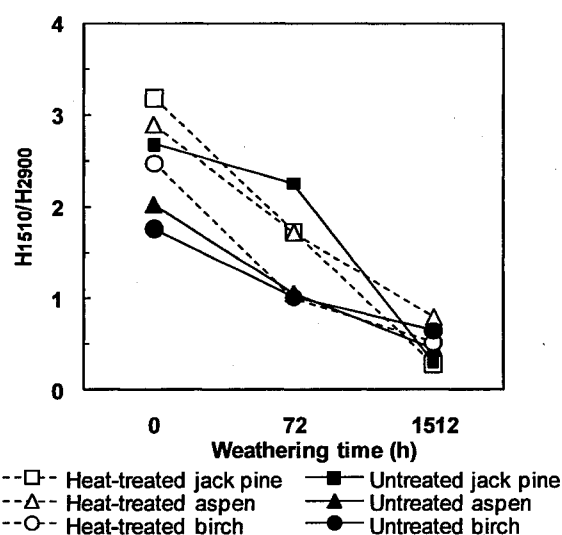 4
3
2
1
0
H1510/H2900
0 72 1512
Weathering time (h)
Heat-treated jack pine Untreated jack pine
Heat-treated aspen Untreated aspen
Heat-treated birch Untreated birch